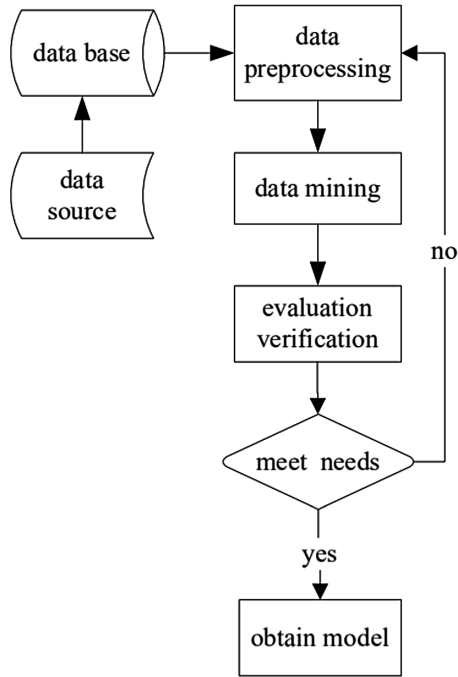 data base
data
preprocessing
data
source
data mining
no
evaluation
verification
meet needs
yes
obtain model